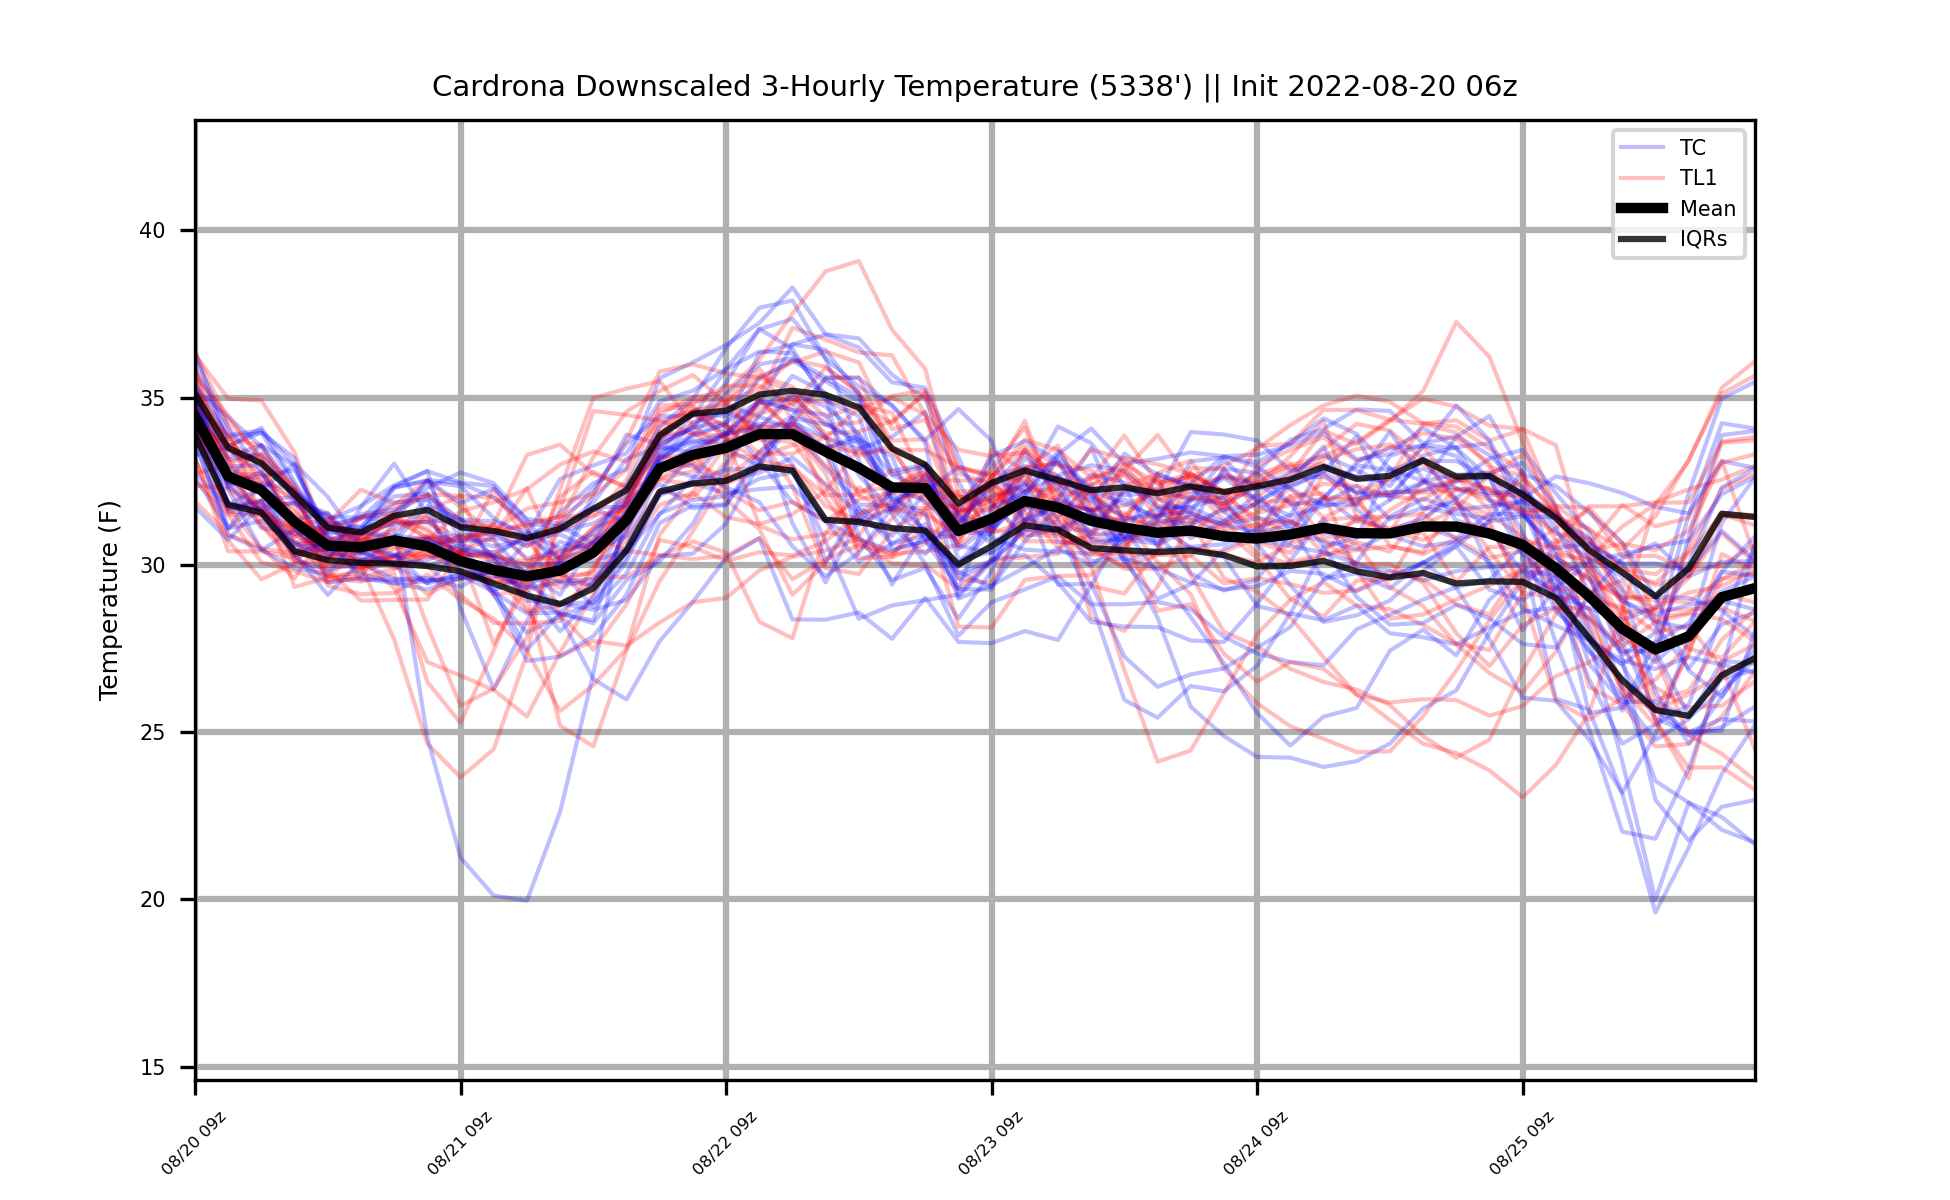 Cardrona Downscaled 3-Hourly Temperature (5338') || Init 2022-08-20 06z
TC
TL1
Mean
IQRs
Temperature (F)
40
35
30
25
20
15
08/20 09z
08/21 09z
08/22 09z
08/23 09z
08/24 09z
08/25 09z